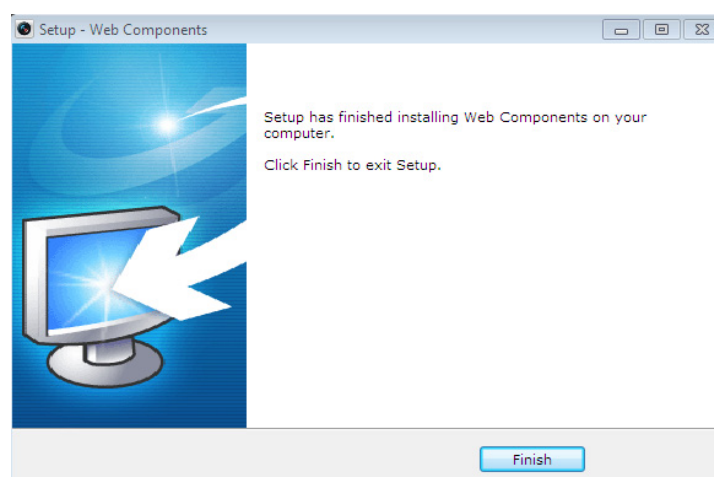 Setup - Web Components
Setup has finished installing Web Components on your
computer.
Click Finish to exit Setup.
Finish